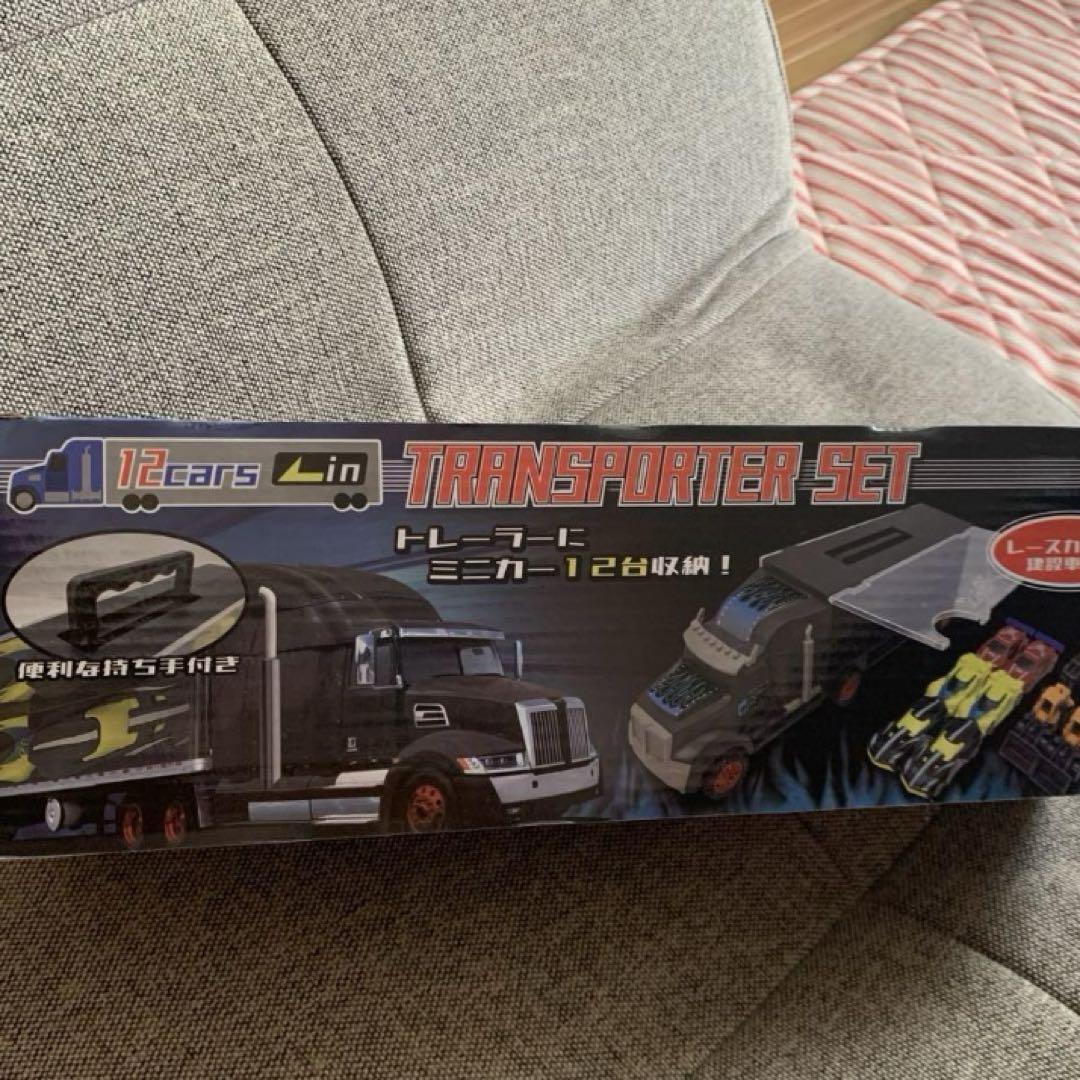 12cars in
TRANSPORTER SET
トレーラーに
ミニカー12台収納!
便利な持ち手付き
レースカ
建設車